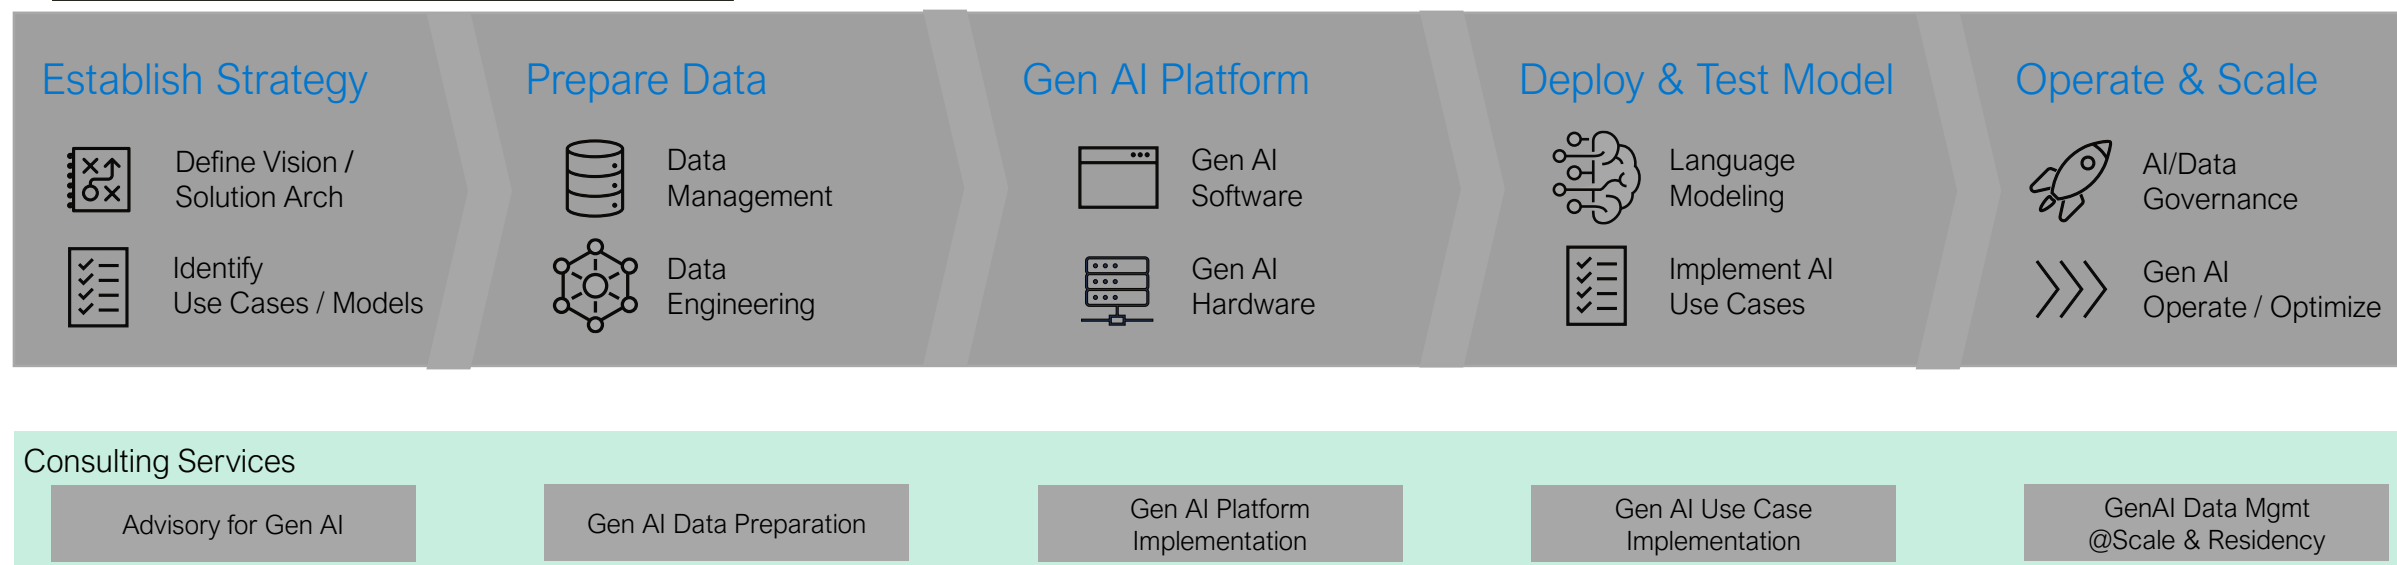 Establish Strategy
Define Vision /
Solution Arch
Identify
Use Cases / Models
Prepare Data
Data
Management
Data
Engineering
Gen AI Platform
Gen AI
Software
Gen AI
Hardware
Deploy & Test Model
Language
Modeling
Implement AI
Use Cases
Operate & Scale
AI/Data
Governance
Gen AI
Operate / Optimize
Consulting Services
Advisory for Gen AI
Gen AI Data Preparation
Gen AI Platform
Implementation
Gen AI Use Case
Implementation
GenAI Data Mgmt
@Scale & Residency